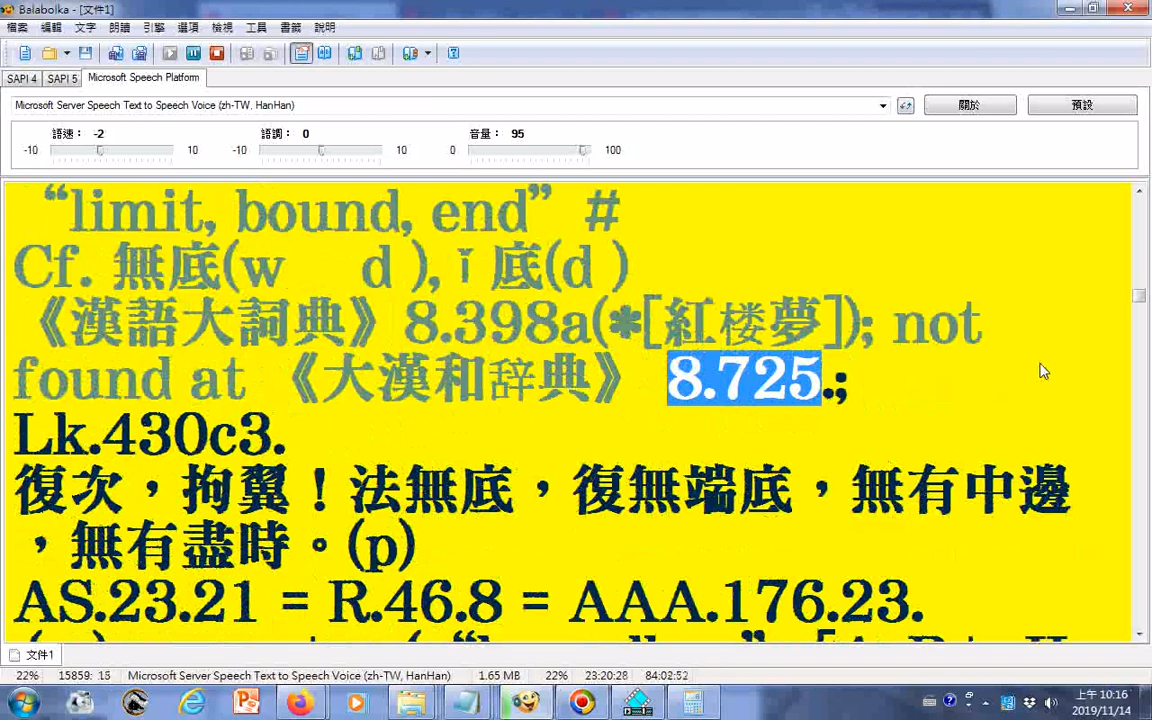 Balabolka - [文件1]
檔案 編輯 文字 朗讀 引擎 選項 檢視 工具 書籤 說明
SAPI 4 SAPI 5 Microsoft Speech Platform
Microsoft Server Speech Text to Speech Voice (zh-TW, HanHan) 關於 預設
語速： -2 語調： 0 音量： 95
-10 10 -10 10 0 100
“limit, bound, end” #
Cf. 無底(w d ), ǐ 底(d )
《漢語大詞典》 8.398a(*[紅楼夢]); not
found at 《大漢和辞典》 8.725.;
Lk.430c3.
復次，拘翼！法無底，復無端底，無有中邊
，無有盡時。(p)
AS.23.21 = R.46.8 = AAA.176.23.
文件1
22% 15859: 13 Microsoft Server Speech Text to Speech Voice (zh-TW, HanHan) 1.65 MB 22% 23:20:28 84:02:52
上午 10:16
2019/11/14